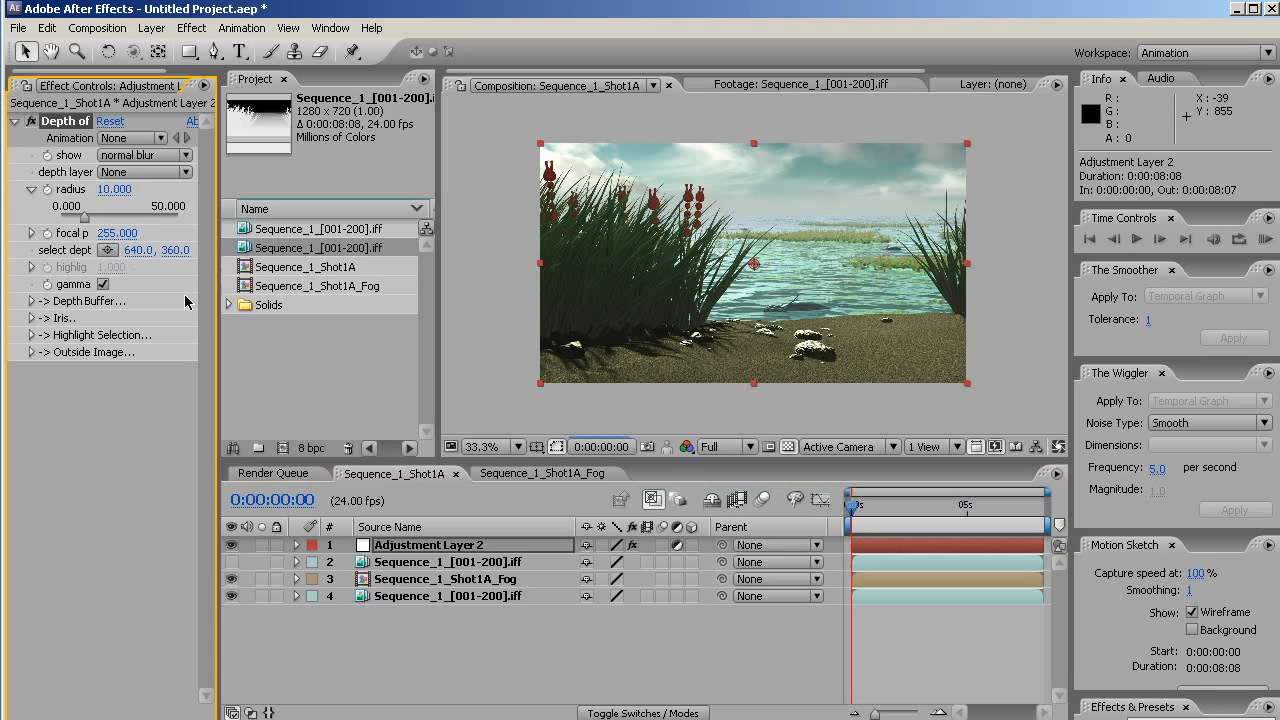 Adobe After Effects - Untitled Project.aep *
File Edit Composition Layer Effect Animation View Window Help
Workspace: Animation
Effect Controls: Adjustment L
Sequence_1_Shot1A * Adjustment Layer 2
Depth of Reset Ab
Animation None
show normal blur
depth layer None
radius 10.000
0.000 50.000
focal p 255.000
select dept 640.0, 360.0
highlig 1.000
gamma
-> Depth Buffer...
-> Iris..
-> Highlight Selection...
-> Outside Image...
Project
Sequence_1_[001-200].i
1280 x 720 (1.00)
Δ 0:00:08:08, 24.00 fps
Millions of Colors
Name
Sequence_1_[001-200].iff
Sequence_1_[001-200].iff
Sequence_1_Shot1A
Sequence_1_Shot1A_Fog
Solids
8 bpc
Composition: Sequence_1_Shot1A
Footage: Sequence_1_[001-200].iff
Layer: (none)
33.3% 0:00:00:00 Full Active Camera 1 View
Info Audio
R : X : -39
G : Y : 855
B :
A : 0
Adjustment Layer 2
Duration: 0:00:08:08
In: 0:00:00:00, Out: 0:00:08:07
Time Controls
The Smoother
Apply To: Temporal Graph
Tolerance: 1
Apply
The Wiggler
Apply To: Temporal Graph
Noise Type: Smooth
Dimensions:
Frequency: 5.0 per second
Magnitude: 1.0
Apply
Motion Sketch
Capture speed at: 100 %
Smoothing: 1
Show: Wireframe
Background
Start: 0:00:00:00
Duration: 0:00:08:08
Effects & Presets
Render Queue Sequence_1_Shot1A Sequence_1_Shot1A_Fog
0:00:00:00 (24.00 fps)
05s
# Source Name Parent
1 Adjustment Layer 2 None
2 Sequence_1_[001-200].iff None
3 Sequence_1_Shot1A_Fog None
4 Sequence_1_[001-200].iff None
Toggle Switches / Modes